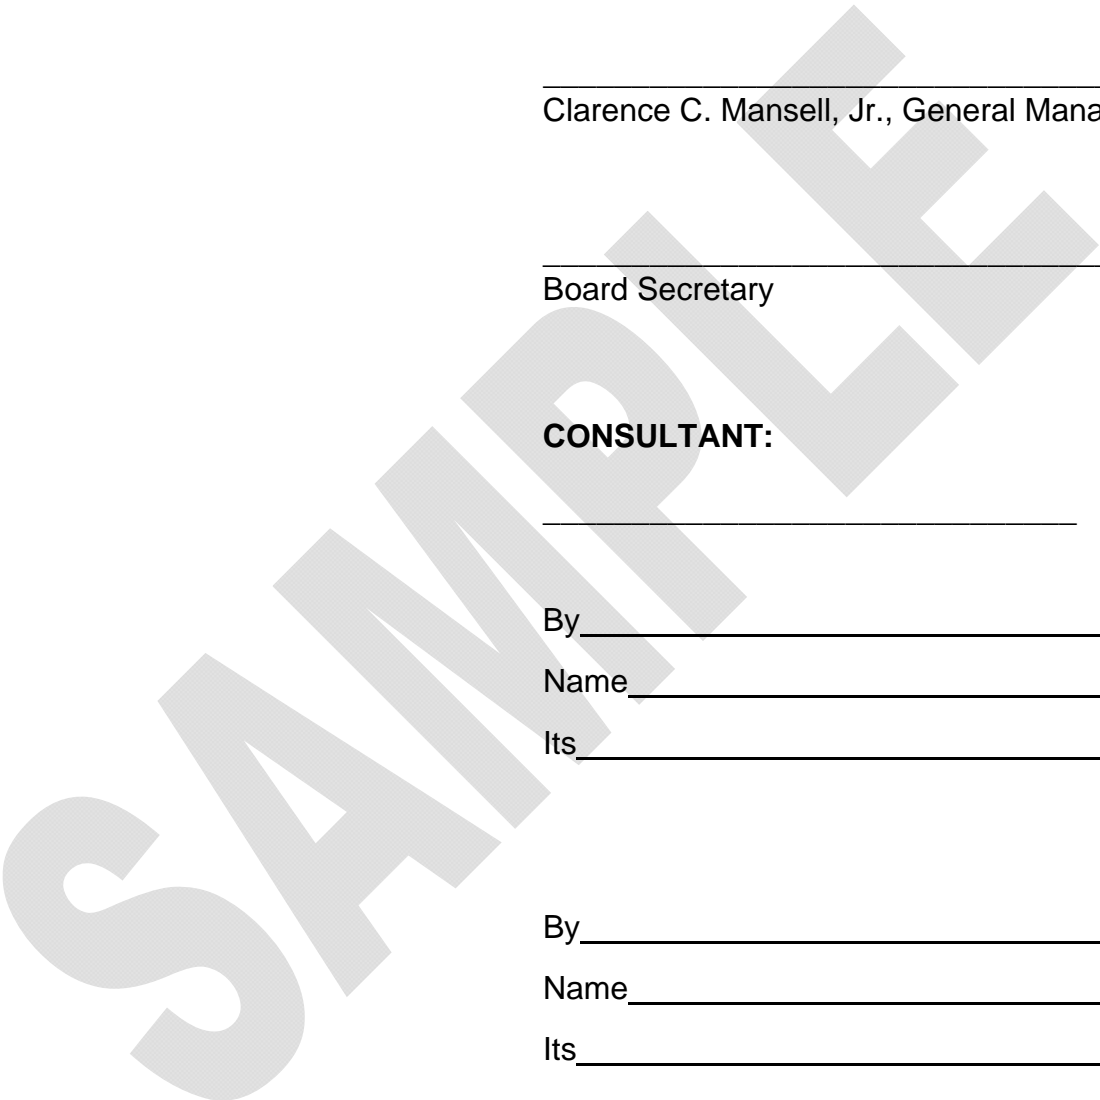 Clarence C. Mansell, Jr., General Mana
Board Secretary
CONSULTANT:
By
Name
Its
By
Name
Its
SAMPLE